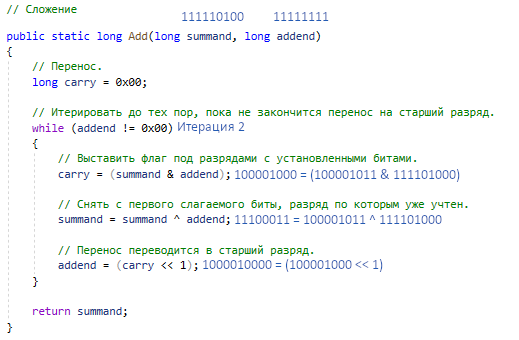 // Сложение
111110100 11111111
public static long Add(long summand, long addend)
{
// Перенос.
long carry = 0x00;
// Итерировать до тех пор, пока не закончится перенос на старший разряд.
while (addend != 0x00) Итерация 2
{
// Выставить флаг под разрядами с установленными битами.
carry = (summand & addend); 100001000 = (100001011 & 111101000)
// Снять с первого слагаемого биты, разряд по которым уже учтен.
summand = summand ^ addend; 11100011 = 100001011 ^ 111101000
// Перенос переводится в старший разряд.
addend = (carry << 1); 1000010000 = (100001000 << 1)
}
return summand;
}